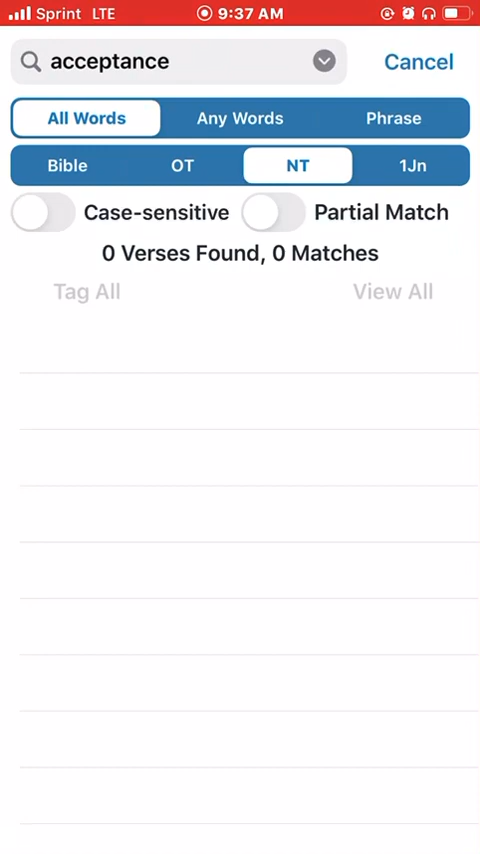 Sprint LTE 9:37 AM
acceptance Cancel
All Words Any Words Phrase
Bible OT NT 1Jn
Case-sensitive Partial Match
0 Verses Found, 0 Matches
Tag All View All